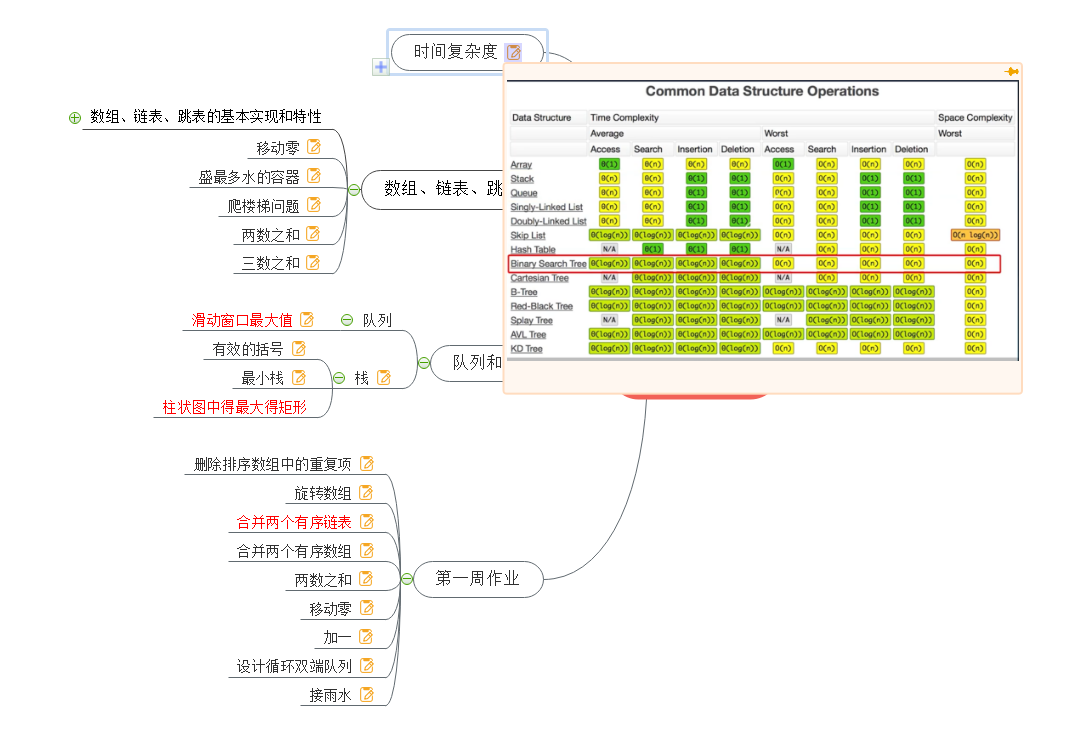 时间复杂度
数组、链表、跳表的基本实现和特性
移动零
盛最多水的容器
爬楼梯问题
两数之和
三数之和
数组、链表、跳
滑动窗口最大值
队列
有效的括号
最小栈
栈
柱状图中得最大得矩形
队列和
删除排序数组中的重复项
旋转数组
合并两个有序链表
合并两个有序数组
两数之和
移动零
加一
设计循环双端队列
接雨水
第一周作业
Common Data Structure Operations
Data Structure Time Complexity Space Complexity
Average Worst Worst
Access Search Insertion Deletion Access Search Insertion Deletion
Array Θ(1) Θ(n) Θ(n) Θ(n) O(1) O(n) O(n) O(n) O(n)
Stack Θ(n) Θ(n) Θ(1) Θ(1) O(n) O(n) O(1) O(1) O(n)
Queue Θ(n) Θ(n) Θ(1) Θ(1) O(n) O(n) O(1) O(1) O(n)
Singly-Linked List Θ(n) Θ(n) Θ(1) Θ(1) O(n) O(n) O(1) O(1) O(n)
Doubly-Linked List Θ(n) Θ(n) Θ(1) Θ(1) O(n) O(n) O(1) O(1) O(n)
Skip List Θ(log(n)) Θ(log(n)) Θ(log(n)) Θ(log(n)) O(n) O(n) O(n) O(n) O(n log(n))
Hash Table N/A Θ(1) Θ(1) Θ(1) N/A O(n) O(n) O(n) O(n)
Binary Search Tree Θ(log(n)) Θ(log(n)) Θ(log(n)) Θ(log(n)) O(n) O(n) O(n) O(n) O(n)
Cartesian Tree N/A Θ(log(n)) Θ(log(n)) Θ(log(n)) N/A O(n) O(n) O(n) O(n)
B-Tree Θ(log(n)) Θ(log(n)) Θ(log(n)) Θ(log(n)) O(log(n)) O(log(n)) O(log(n)) O(log(n)) O(n)
Red-Black Tree Θ(log(n)) Θ(log(n)) Θ(log(n)) Θ(log(n)) O(log(n)) O(log(n)) O(log(n)) O(log(n)) O(n)
Splay Tree N/A Θ(log(n)) Θ(log(n)) Θ(log(n)) N/A O(log(n)) O(log(n)) O(log(n)) O(n)
AVL Tree Θ(log(n)) Θ(log(n)) Θ(log(n)) Θ(log(n)) O(log(n)) O(log(n)) O(log(n)) O(log(n)) O(n)
KD Tree Θ(log(n)) Θ(log(n)) Θ(log(n)) Θ(log(n)) O(n) O(n) O(n) O(n) O(n)